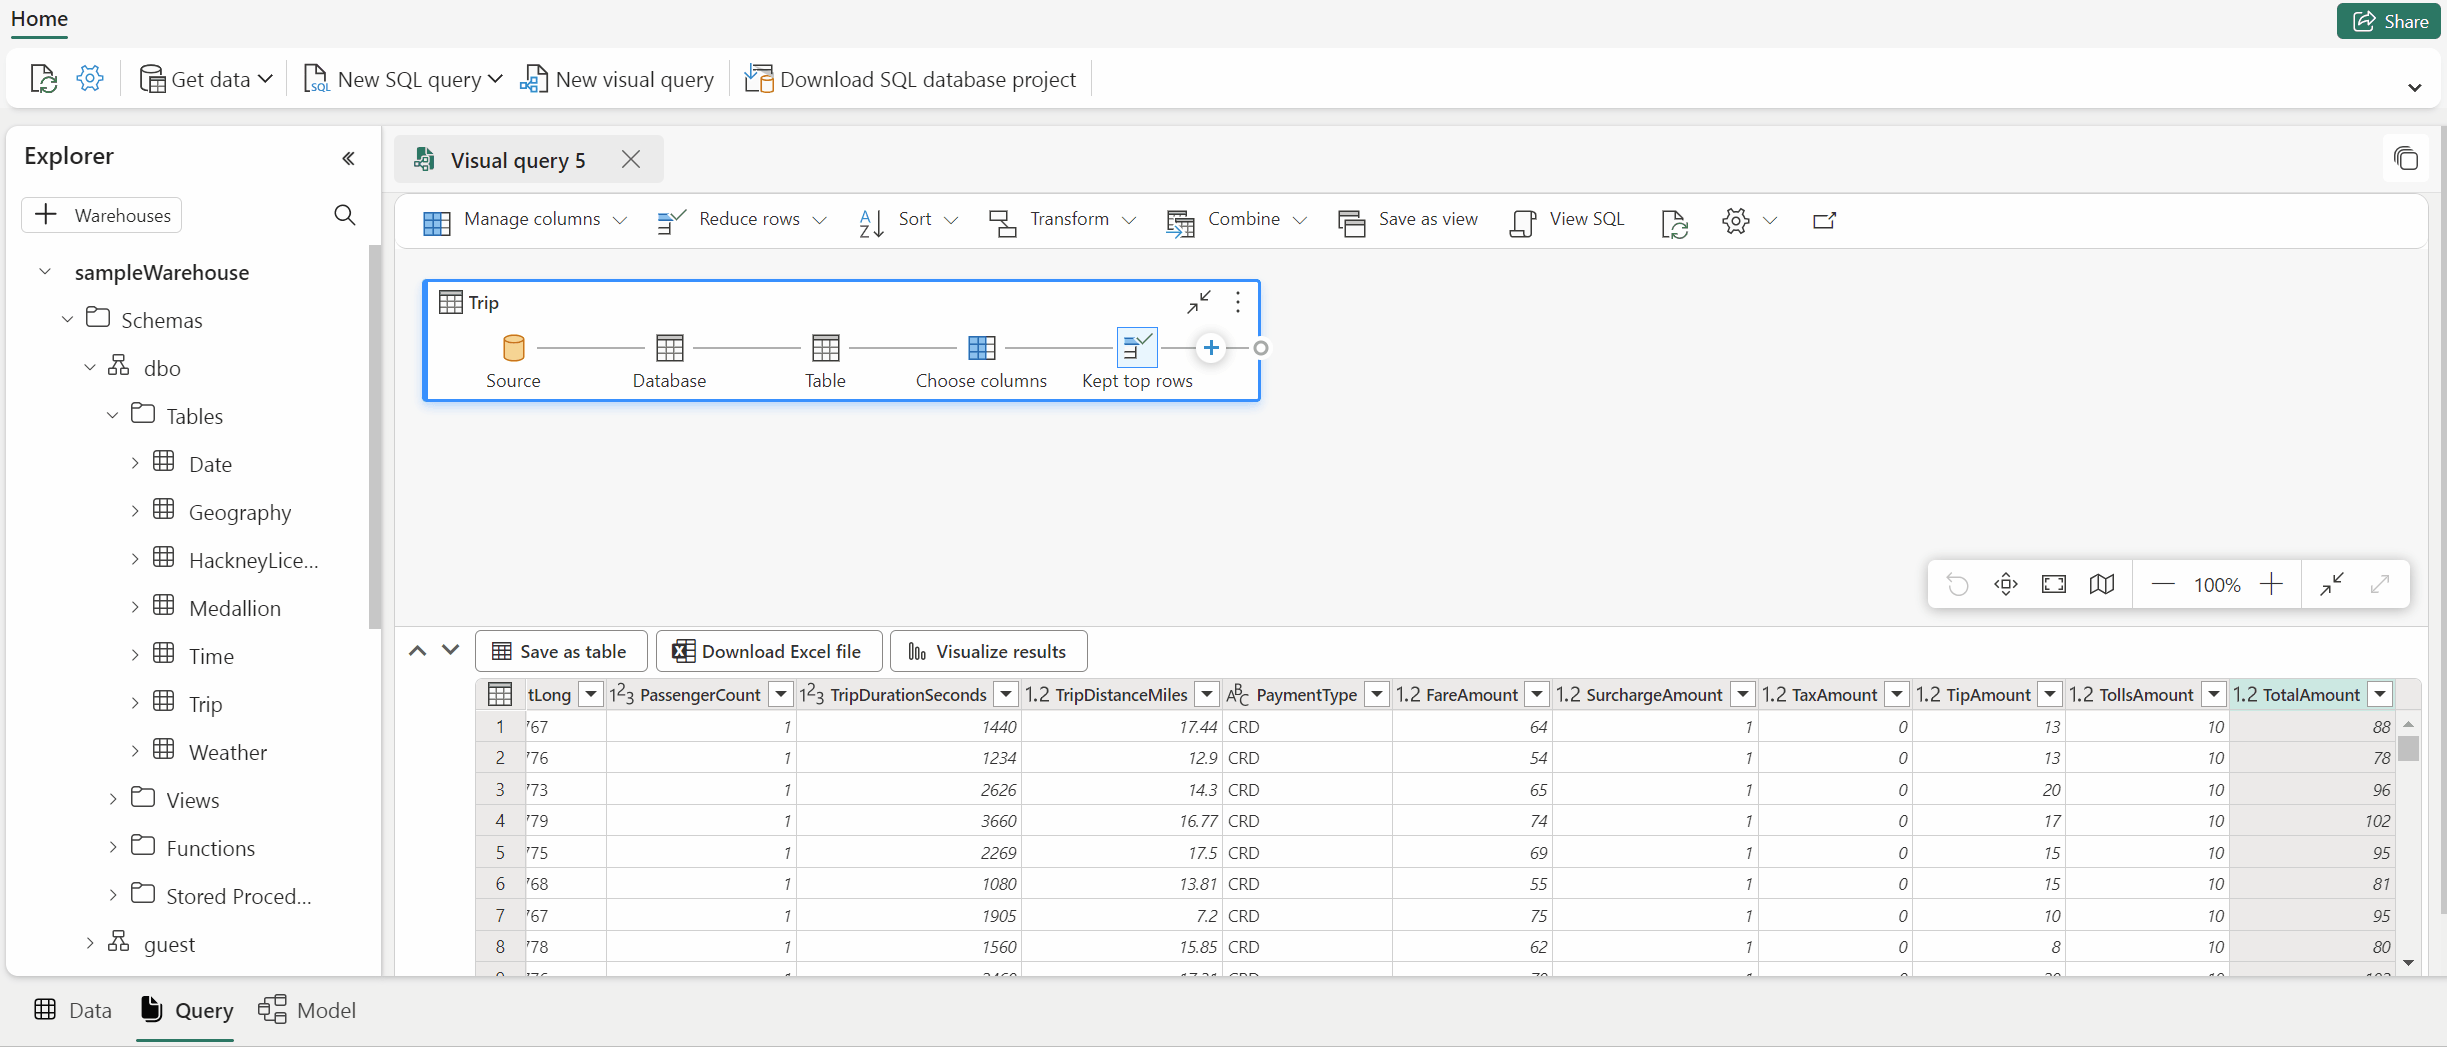 Home
Share
Get data
New SQL query
New visual query
Download SQL database project
Explorer
Warehouses
sampleWarehouse
Schemas
dbo
Tables
Date
Geography
HackneyLice...
Medallion
Time
Trip
Weather
Views
Functions
Stored Proced...
guest
Visual query 5
Manage columns
Reduce rows
Sort
Transform
Combine
Save as view
View SQL
Trip
Source
Database
Table
Choose columns
Kept top rows
100%
Save as table
Download Excel file
Visualize results
tLong 123 PassengerCount 123 TripDurationSeconds 1.2 TripDistanceMiles ABC PaymentType 1.2 FareAmount 1.2 SurchargeAmount 1.2 TaxAmount 1.2 TipAmount 1.2 TollsAmount 1.2 TotalAmount
1 767 1 1440 17.44 CRD 64 1 0 13 10 88
2 776 1 1234 12.9 CRD 54 1 0 13 10 78
3 773 1 2626 14.3 CRD 65 1 0 20 10 96
4 779 1 3660 16.77 CRD 74 1 0 17 10 102
5 775 1 2269 17.5 CRD 69 1 0 15 10 95
6 768 1 1080 13.81 CRD 55 1 0 15 10 81
7 767 1 1905 7.2 CRD 75 1 0 10 10 95
8 778 1 1560 15.85 CRD 62 1 0 8 10 80
Data
Query
Model